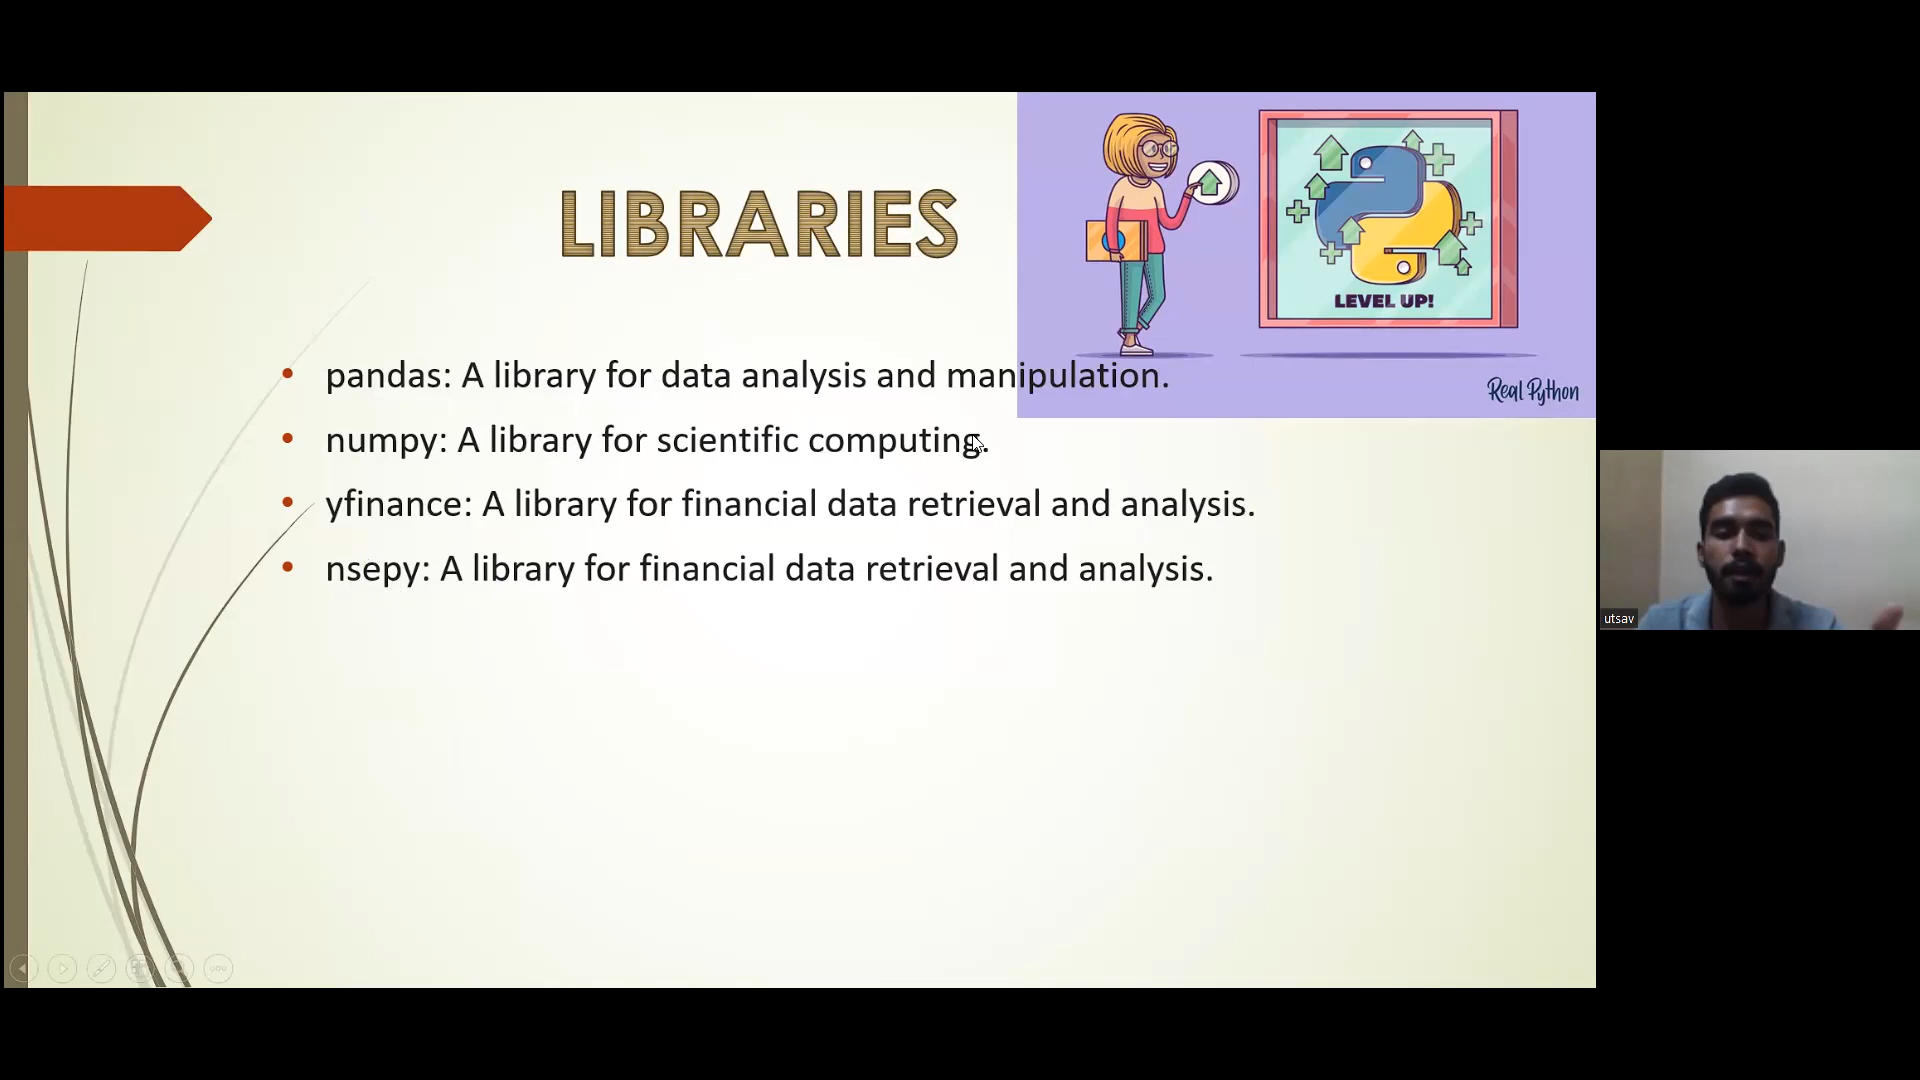 LIBRARIES
LEVEL UP!
Real Python
• pandas: A library for data analysis and manipulation.
• numpy: A library for scientific computing.
• yfinance: A library for financial data retrieval and analysis.
• nsepy: A library for financial data retrieval and analysis.
utsav